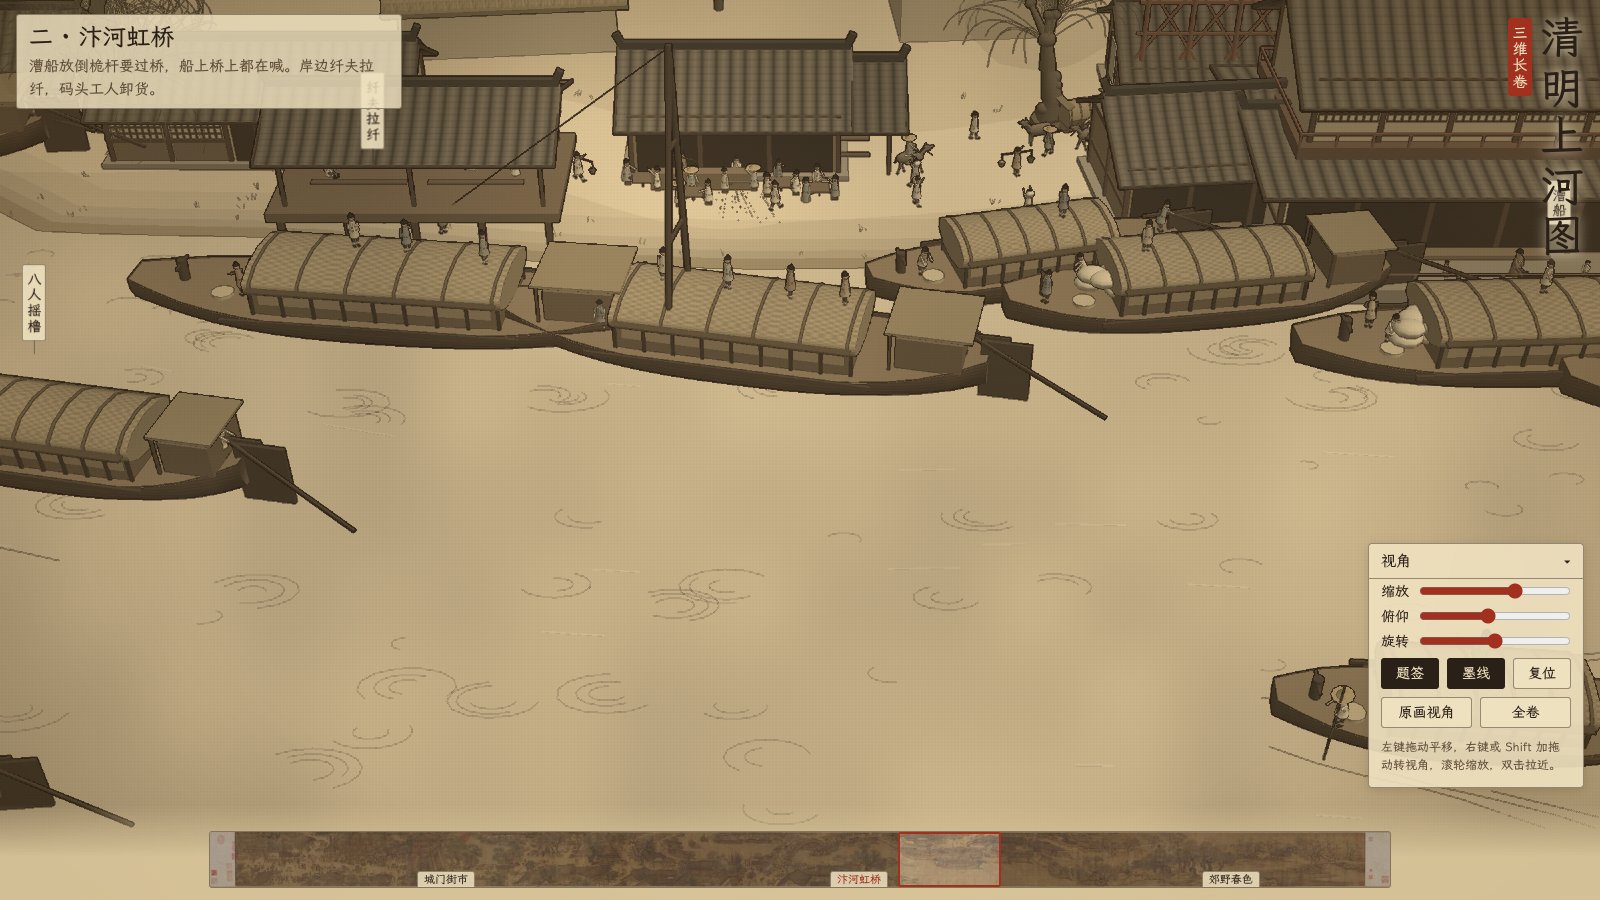 二·汴河虹桥
漕船放倒桅杆要过桥，船上桥上都在喊。岸边纤夫拉
纤，码头工人卸货。
纤夫拉纤
八人摇橹
清明上河图
三维长卷
漕船
视角
缩放
俯仰
旋转
题签 墨线 复位
原画视角 全卷
左键拖动平移，右键或 Shift 加拖
动转视角，滚轮缩放，双击拉近。
城门街市
汴河虹桥
郊野春色